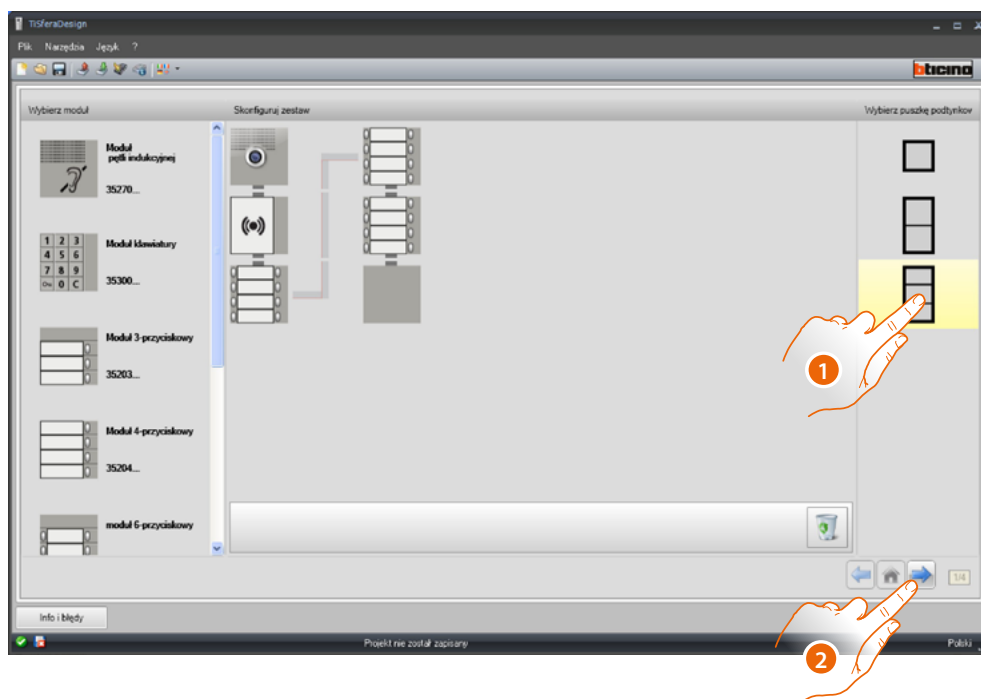 TiSferaDesign
Plik Narzędzia Język ?
bticino
Wybierz moduł
Skonfiguruj zestaw
Wybierz puszkę podtynkow
Moduł
pętli indukcyjnej
35270...
1 2 3
4 5 6
7 8 9
0 C
Moduł klawiatury
35300...
Moduł 3-przyciskowy
35203...
1
Moduł 4-przyciskowy
35204...
moduł 6-przyciskowy
1/4
Info i błędy
Projekt nie został zapisany
Polski
2